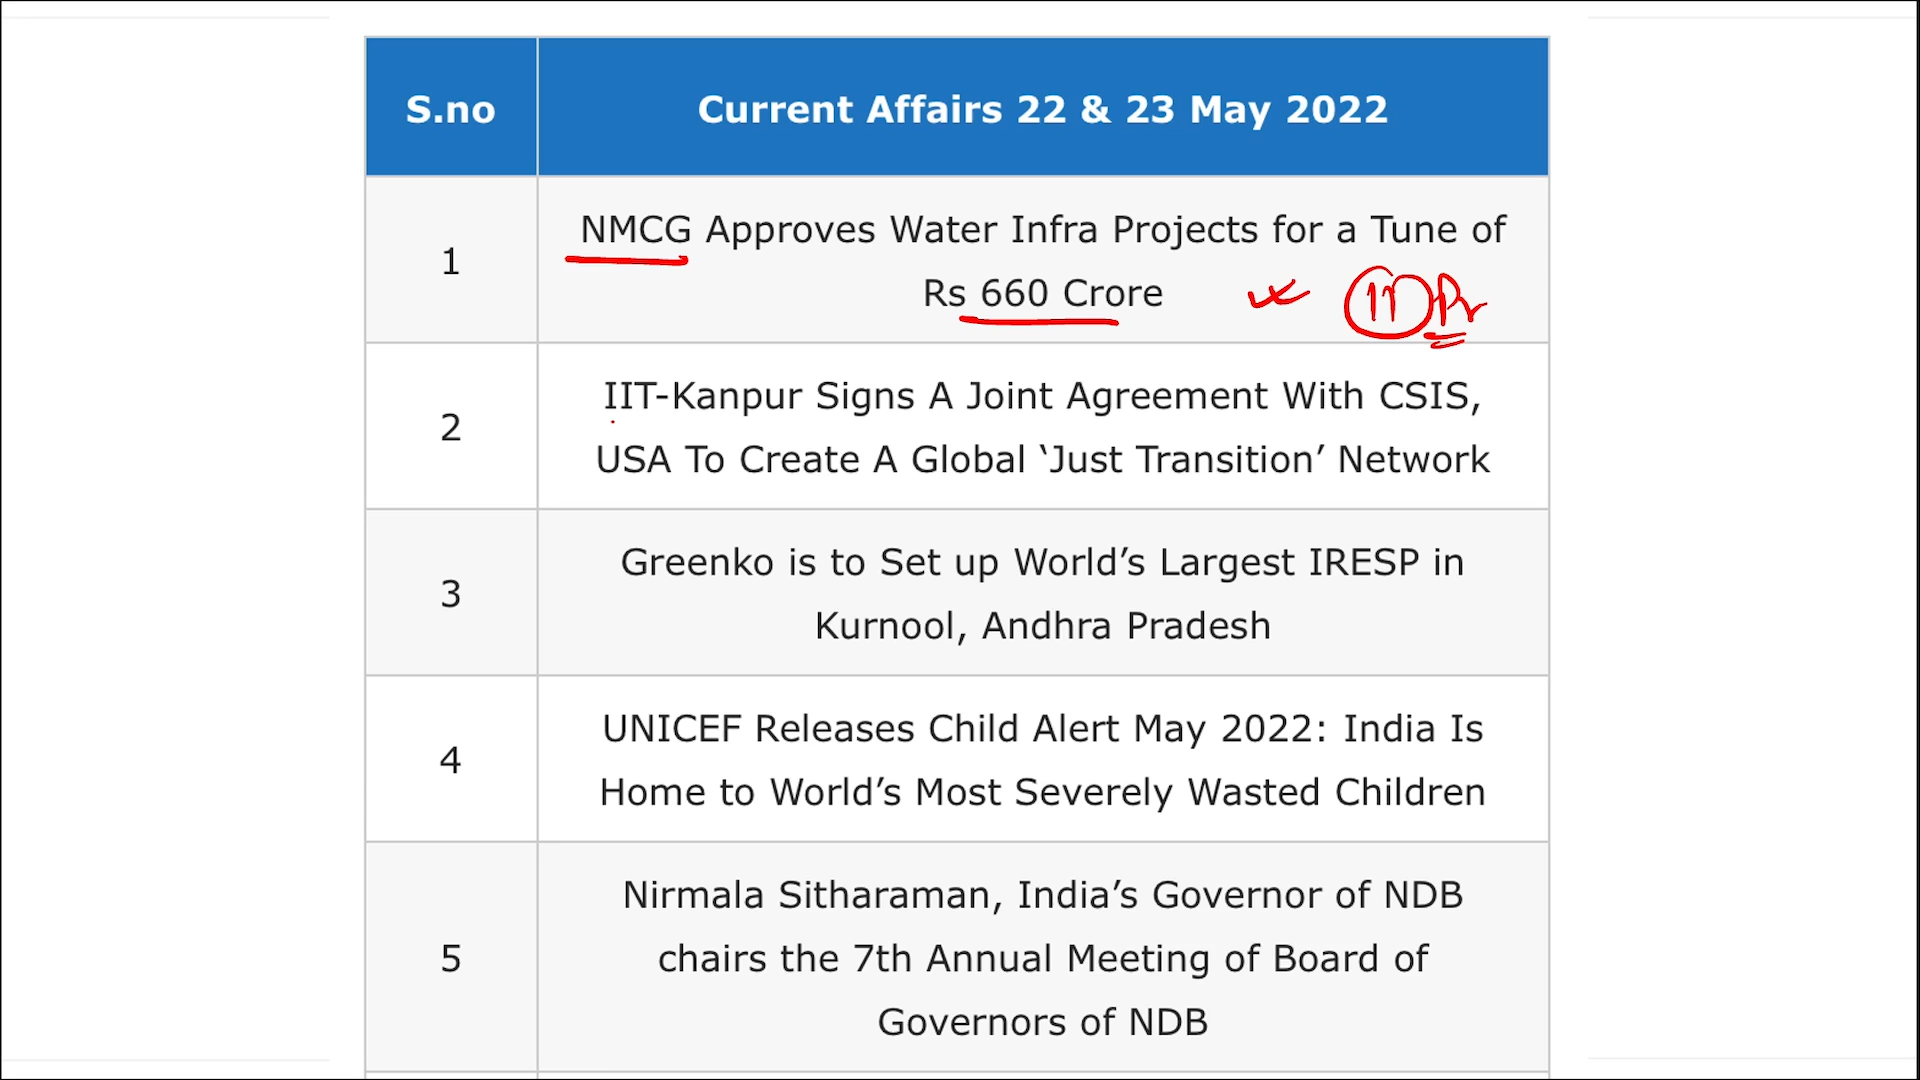 S.no
Current Affairs 22 & 23 May 2022
1
NMCG Approves Water Infra Projects for a Tune of
Rs 660 Crore
11 Pr
2
IIT-Kanpur Signs A Joint Agreement With CSIS,
USA To Create A Global ‘Just Transition’ Network
3
Greenko is to Set up World’s Largest IRESP in
Kurnool, Andhra Pradesh
4
UNICEF Releases Child Alert May 2022: India Is
Home to World’s Most Severely Wasted Children
5
Nirmala Sitharaman, India’s Governor of NDB
chairs the 7th Annual Meeting of Board of
Governors of NDB